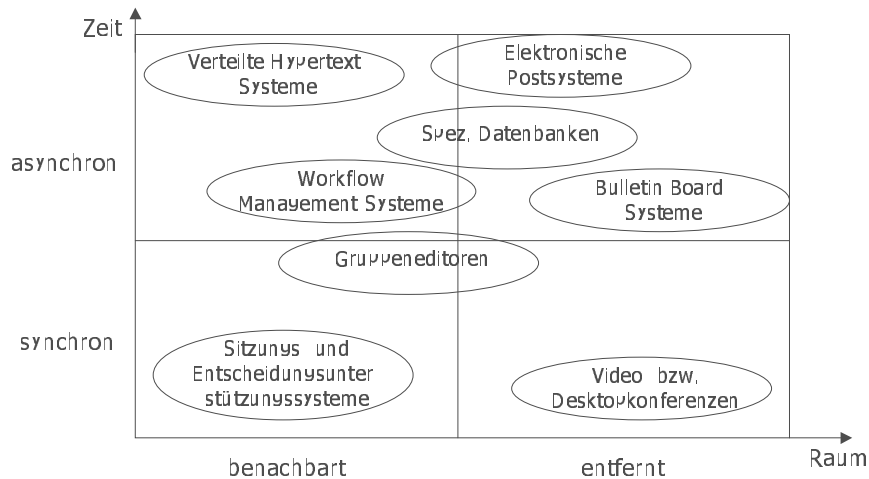 Zeit
Verteilte Hypertext
Systeme
Elektronische
Postsysteme
Spez. Datenbanken
asynchron
Workflow
Management Systeme
Bulletin Board
Systeme
Gruppeneditoren
synchron
Sitzungs und
Entscheidungsunter
stützungssysteme
Video bzw.
Desktopkonferenzen
Raum
benachbart
entfernt